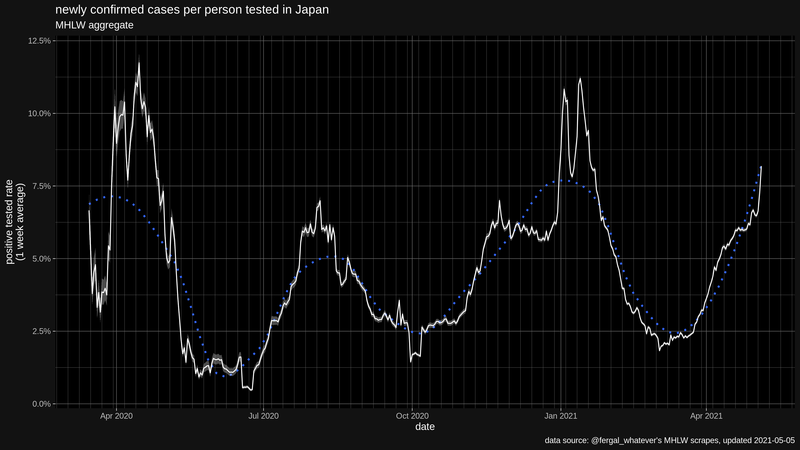 newly confirmed cases per person tested in Japan
MHLW aggregate
12.5%
10.0%
7.5%
5.0%
2.5%
0.0%
positive tested rate
(1 week average)
Apr 2020
Jul 2020
Oct 2020
Jan 2021
Apr 2021
date
data source: @fergal_whatever's MHLW scrapes, updated 2021-05-05